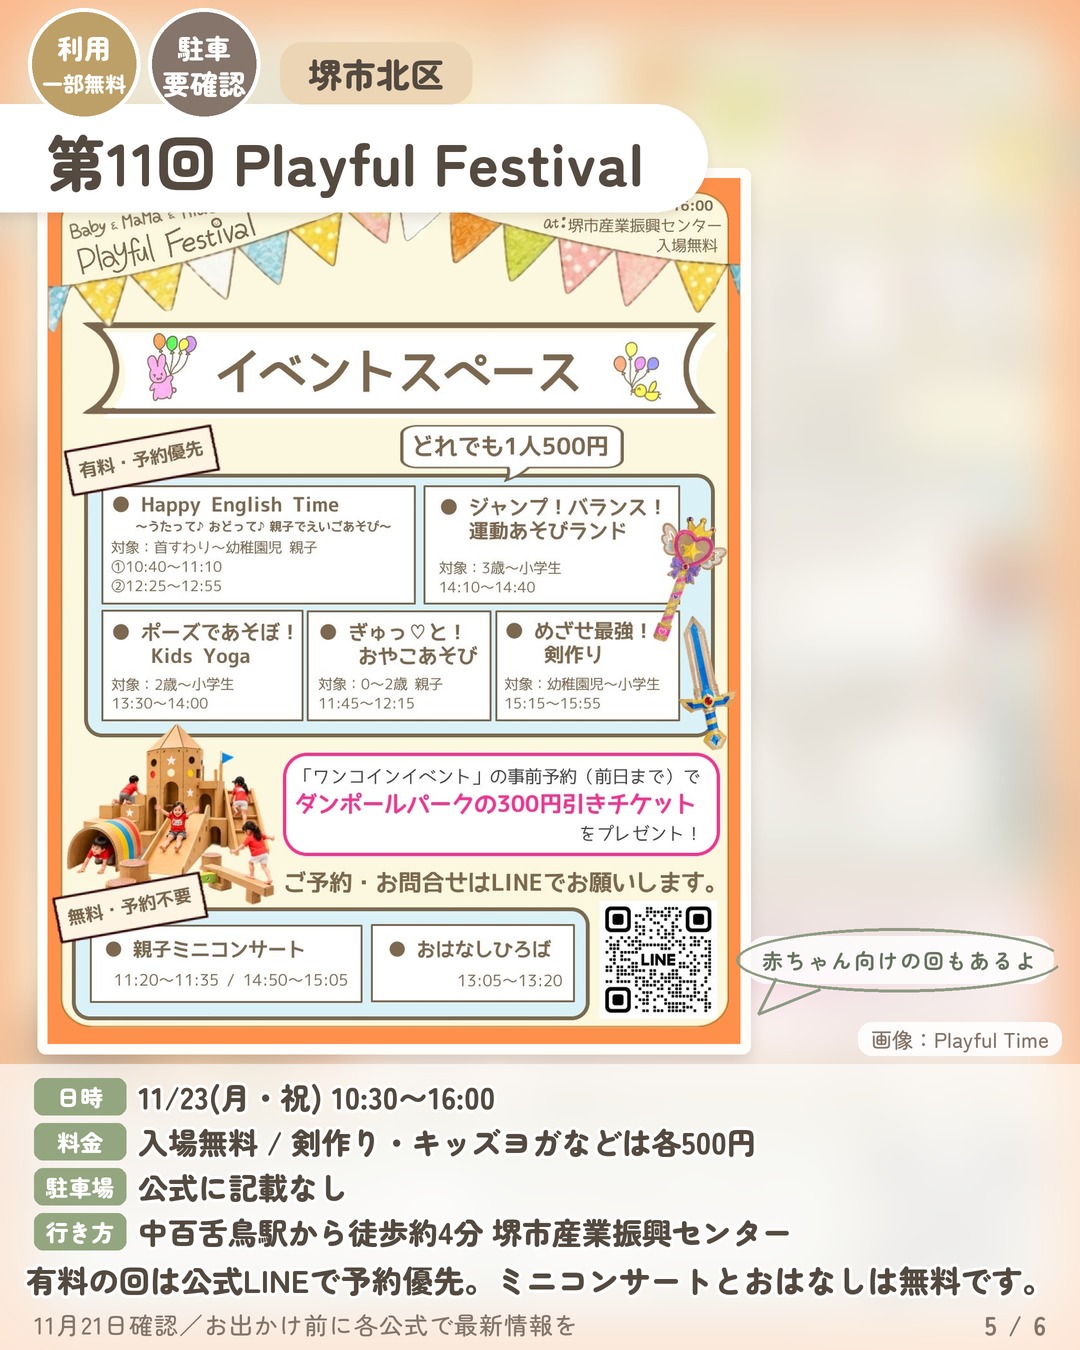 利用
一部無料
駐車
要確認
堺市北区
第11回 Playful Festival
Baby & MaMa &
Playful Festival
16:00
at:堺市産業振興センター
入場無料
イベントスペース
有料・予約優先
どれでも1人500円
● Happy English Time
～うたって♪ おどって♪ 親子でえいごあそび～
対象：首すわり～幼稚園児 親子
①10:40～11:10
②12:25～12:55
● ジャンプ！バランス！
運動あそびランド
対象：3歳～小学生
14:10～14:40
● ポーズであそぼ！
Kids Yoga
対象：2歳～小学生
13:30～14:00
● ぎゅっ♡と！
おやこあそび
対象：0～2歳 親子
11:45～12:15
● めざせ最強！
剣作り
対象：幼稚園児～小学生
15:15～15:55
「ワンコインイベント」の事前予約（前日まで）で
ダンボールパークの300円引きチケット
をプレゼント！
ご予約・お問合せはLINEでお願いします。
無料・予約不要
● 親子ミニコンサート
11:20～11:35 / 14:50～15:05
● おはなしひろば
13:05～13:20
LINE
赤ちゃん向けの回もあるよ
画像：Playful Time
日時 11/23(月・祝) 10:30～16:00
料金 入場無料 / 剣作り・キッズヨガなどは各500円
駐車場 公式に記載なし
行き方 中百舌鳥駅から徒歩約4分 堺市産業振興センター
有料の回は公式LINEで予約優先。ミニコンサートとおはなしは無料です。
11月21日確認／お出かけ前に各公式で最新情報を
5 / 6